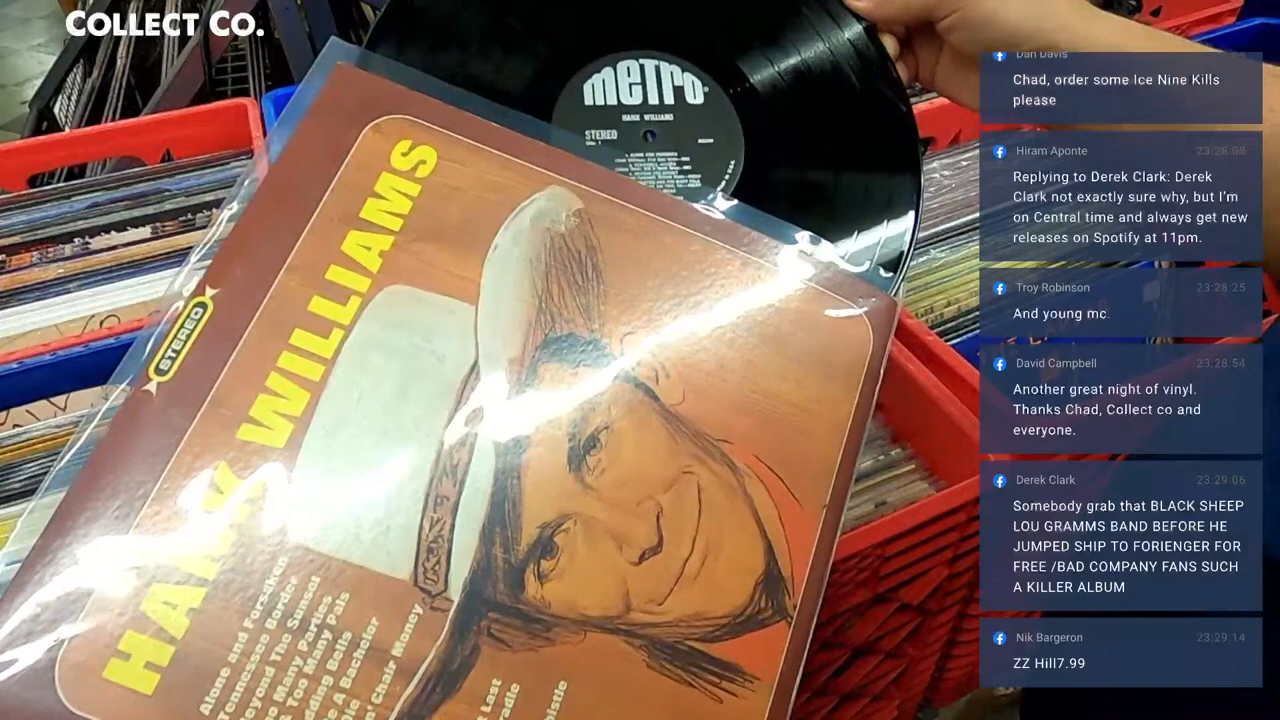 COLLECT CO.
metro
HANK WILLIAMS
STEREO
HANK WILLIAMS
STEREO
Alone and Forsaken
Tennessee Border
Beyond The Sunset
Many Parties
Too Many Pals
Bells
A Bachelor
Chair Money
Last
Dan Davis
Chad, order some Ice Nine Kills
please
Hiram Aponte 23:28:08
Replying to Derek Clark: Derek
Clark not exactly sure why, but I'm
on Central time and always get new
releases on Spotify at 11pm.
Troy Robinson 23:28:25
And young mc.
David Campbell 23:28:54
Another great night of vinyl.
Thanks Chad, Collect co and
everyone.
Derek Clark 23:29:06
Somebody grab that BLACK SHEEP
LOU GRAMMS BAND BEFORE HE
JUMPED SHIP TO FORIENGER FOR
FREE /BAD COMPANY FANS SUCH
A KILLER ALBUM
Nik Bargeron 23:29:14
ZZ Hill7.99